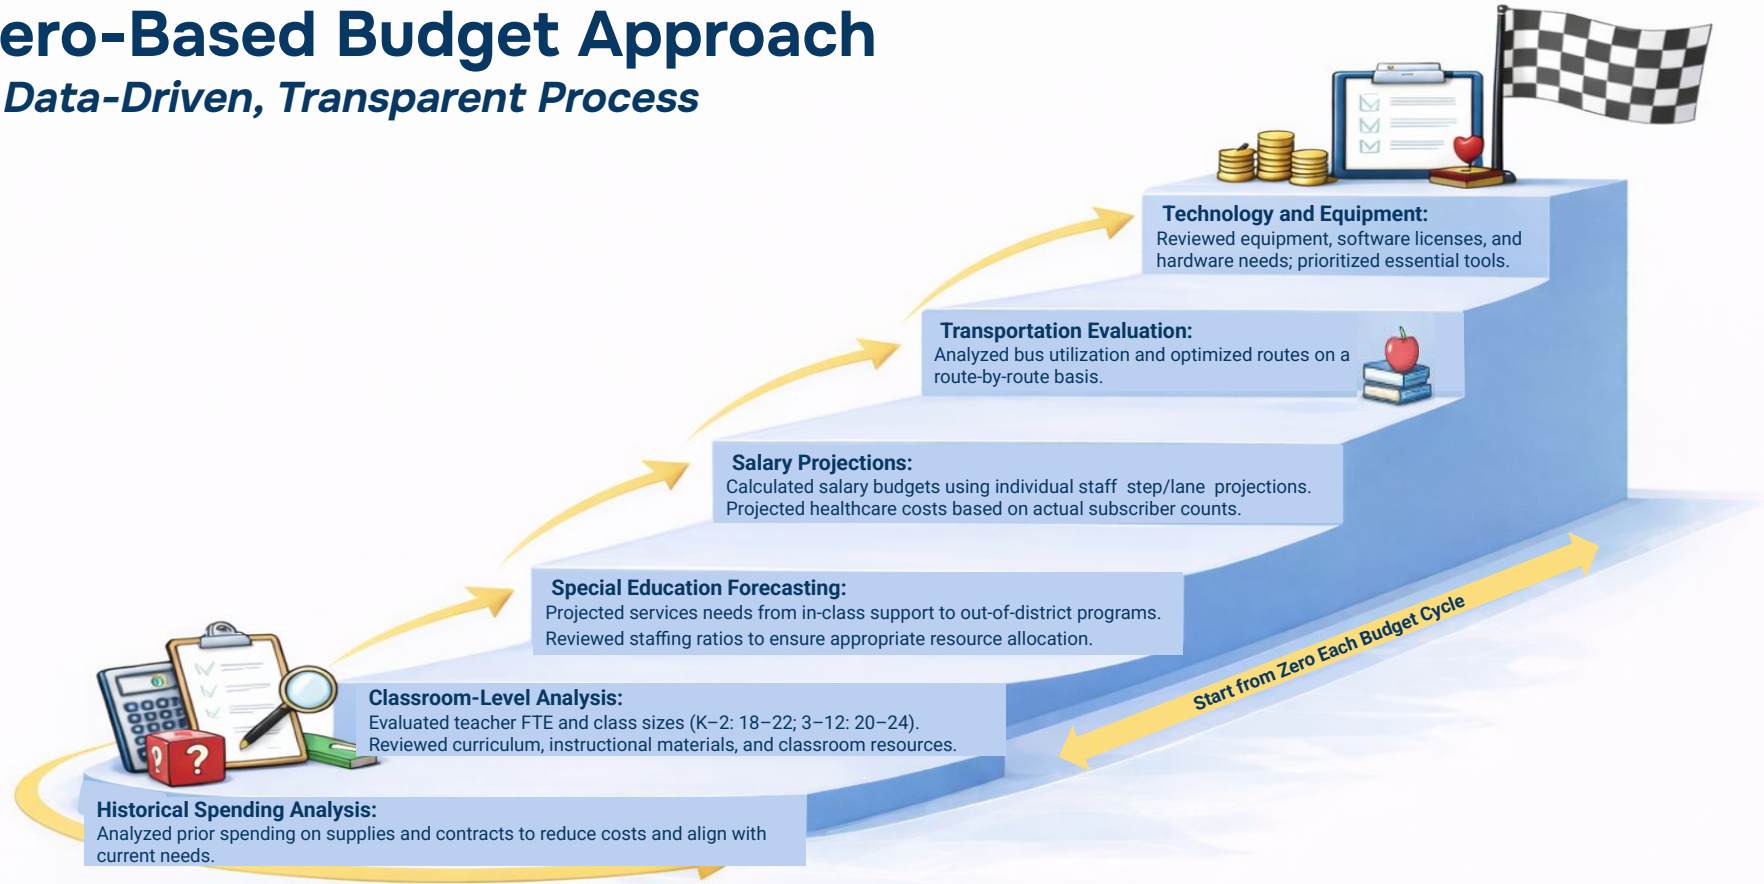 ero-Based Budget Approach
Data-Driven, Transparent Process
Technology and Equipment:
Reviewed equipment, software licenses, and
hardware needs; prioritized essential tools.
Transportation Evaluation:
Analyzed bus utilization and optimized routes on a
route-by-route basis.
Salary Projections:
Calculated salary budgets using individual staff step/lane projections.
Projected healthcare costs based on actual subscriber counts.
Special Education Forecasting:
Projected services needs from in-class support to out-of-district programs.
Reviewed staffing ratios to ensure appropriate resource allocation.
Start from Zero Each Budget Cycle
Classroom-Level Analysis:
Evaluated teacher FTE and class sizes (K–2: 18–22; 3–12: 20–24).
Reviewed curriculum, instructional materials, and classroom resources.
? ?
Historical Spending Analysis:
Analyzed prior spending on supplies and contracts to reduce costs and align with
current needs.